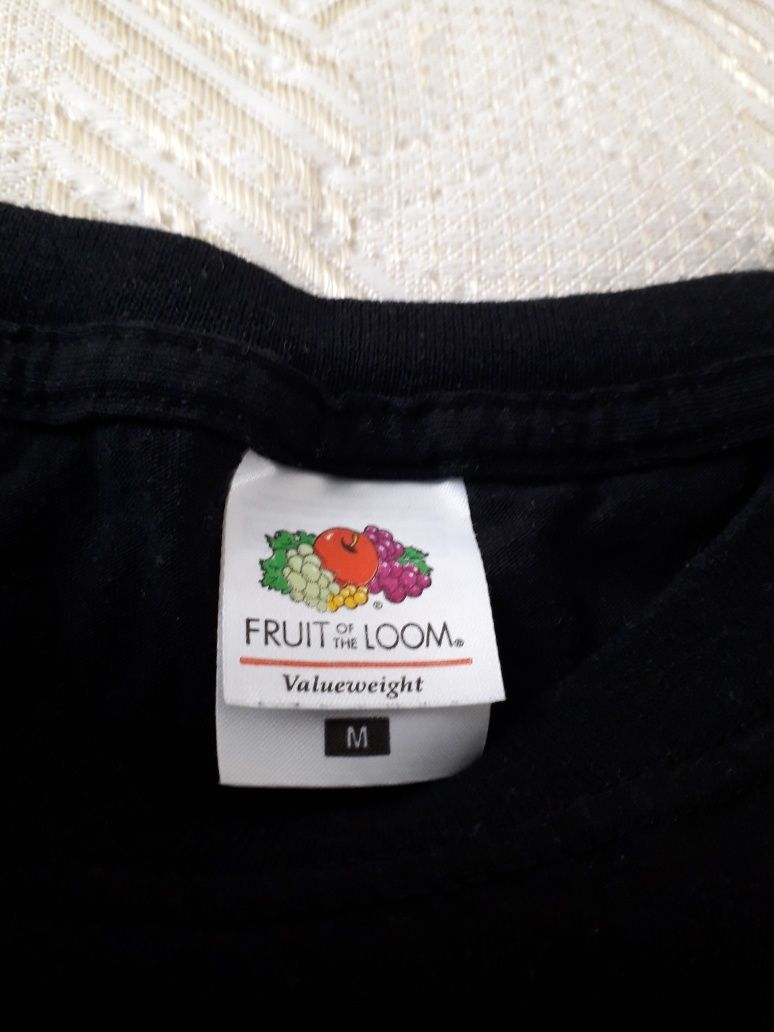 ®
FRUIT OF THE LOOM®
Valueweight
M